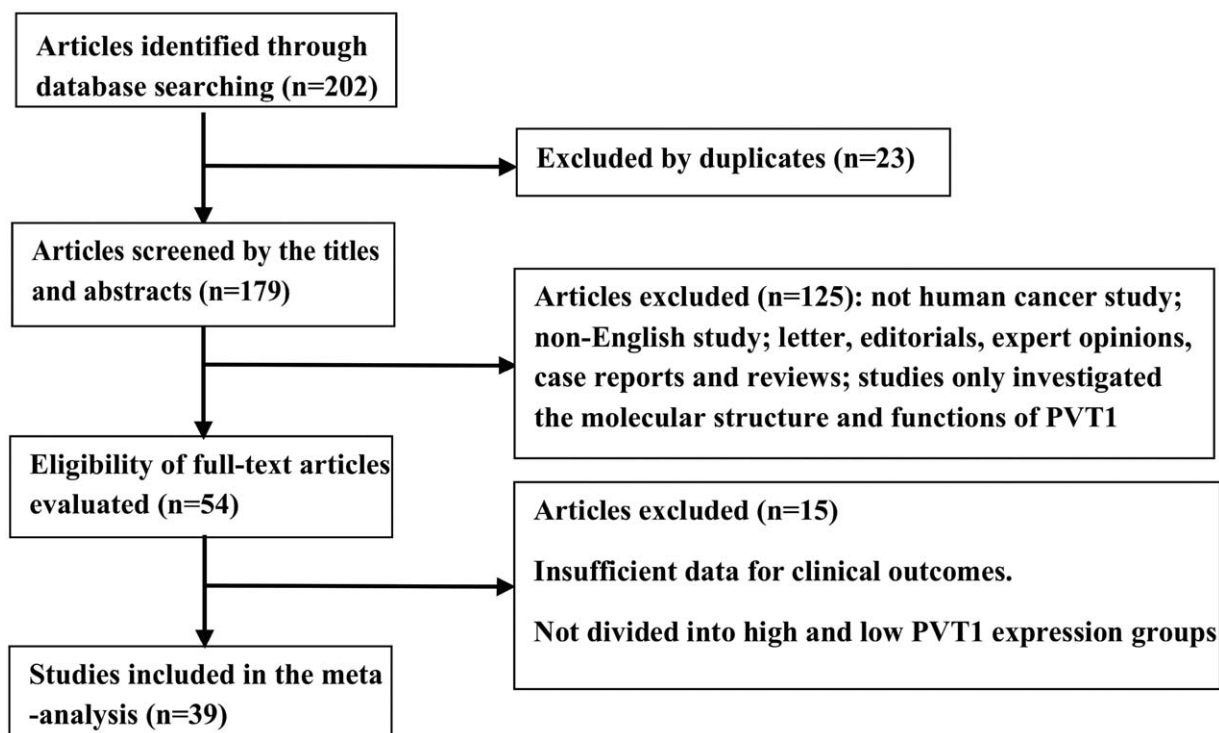 Articles identified through
database searching (n=202)
Excluded by duplicates (n=23)
Articles screened by the titles
and abstracts (n=179)
Articles excluded (n=125): not human cancer study;
non-English study; letter, editorials, expert opinions,
case reports and reviews; studies only investigated
the molecular structure and functions of PVT1
Eligibility of full-text articles
evaluated (n=54)
Articles excluded (n=15)
Insufficient data for clinical outcomes.
Not divided into high and low PVT1 expression groups
Studies included in the meta
-analysis (n=39)